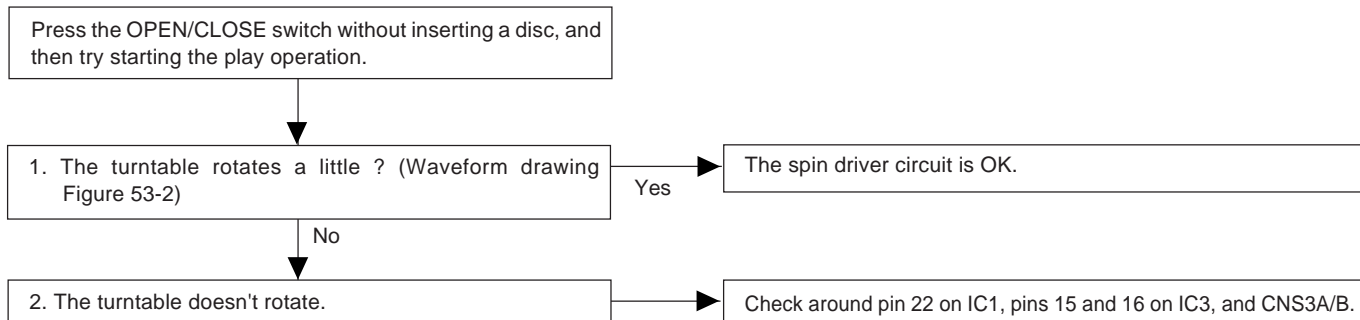 Press the OPEN/CLOSE switch without inserting a disc, and
then try starting the play operation.
1. The turntable rotates a little ? (Waveform drawing
Figure 53-2)
Yes
The spin driver circuit is OK.
No
2. The turntable doesn't rotate.
Check around pin 22 on IC1, pins 15 and 16 on IC3, and CNS3A/B.